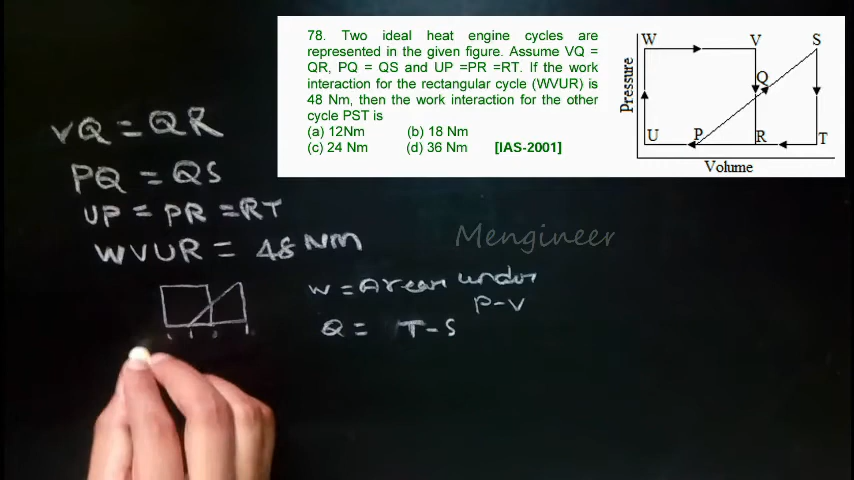 78. Two ideal heat engine cycles are
represented in the given figure. Assume VQ =
QR, PQ = QS and UP =PR =RT. If the work
interaction for the rectangular cycle (WVUR) is
48 Nm, then the work interaction for the other
cycle PST is
(a) 12Nm (b) 18 Nm
(c) 24 Nm (d) 36 Nm [IAS-2001]
Pressure
W V S
Q
U P R T
Volume
VQ = QR
PQ = QS
UP = PR = RT
WVUR = 48 Nm
Mengineer
W = Area under
P-V
Q = T-S